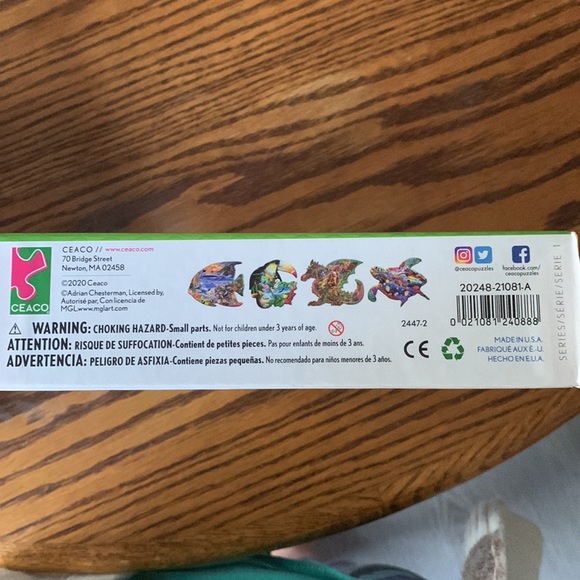 CEACO
CEACO // www.ceaco.com
70 Bridge Street
Newton, MA 02458
©2020 Ceaco
©Adrian Chesterman, Licensed by,
Autorisé par, Con licencia de
MGL www.mglart.com
WARNING: CHOKING HAZARD-Small parts. Not for children under 3 years of age.
ATTENTION: RISQUE DE SUFFOCATION-Contient de petites pieces. Pas pour enfants de moins de 3 ans.
ADVERTENCIA: PELIGRO DE ASFIXIA-Contiene piezas pequeñas. No recomendado para niños menores de 3 años.
2447-2
CE
@ceacopuzzles
facebook.com/
ceacopuzzles
20248-21081-A
0 021081 240888
MADE IN U.S.A.
FABRIQUÉ AUX É.-U.
HECHO EN E.U.A.
SERIES/SÉRIE/SERIE 1